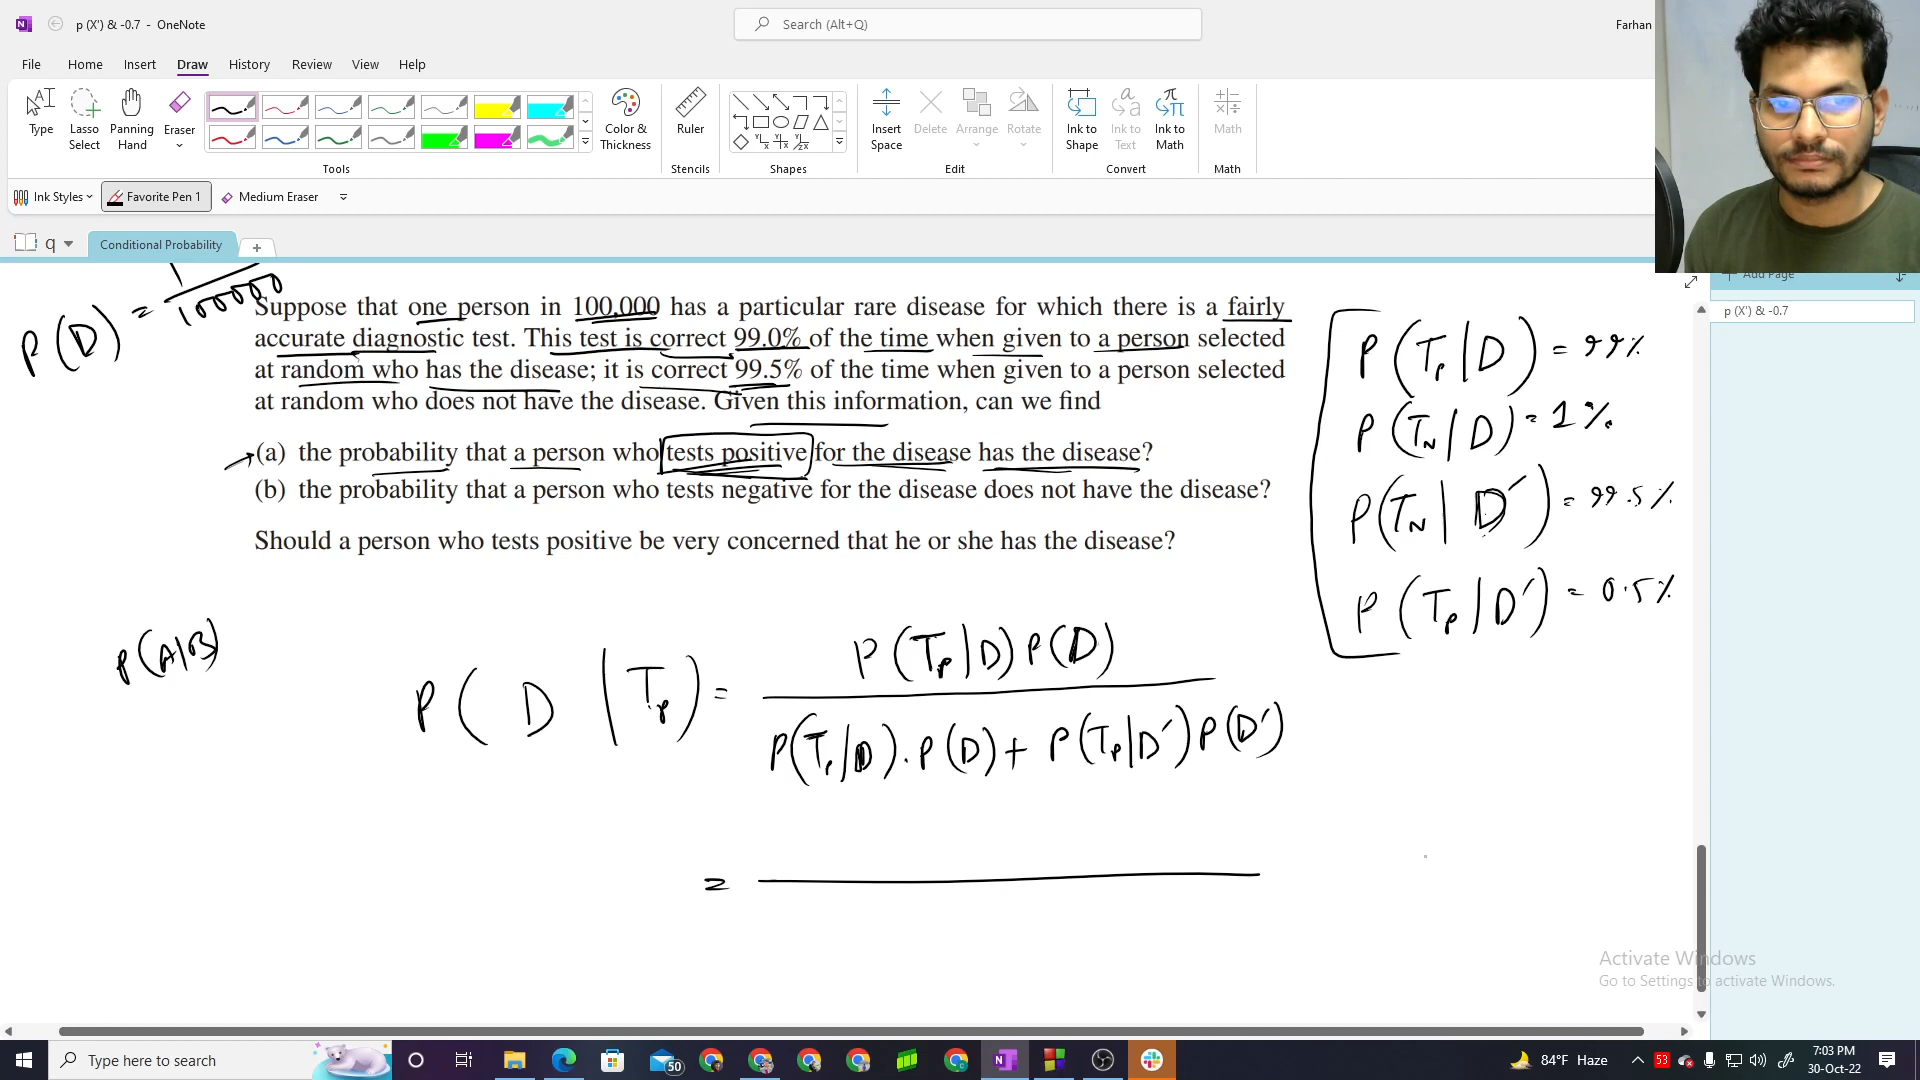 p (X') & -0.7 - OneNote
Search (Alt+Q)
Farhan
File Home Insert Draw History Review View Help
Type Lasso Select Panning Hand Eraser
Color & Thickness
Ruler
Insert Space Delete Arrange Rotate
Ink to Shape Ink to Text Ink to Math
Math
Tools Stencils Shapes Edit Convert Math
Ink Styles Favorite Pen 1 Medium Eraser
q Conditional Probability +
Add Page
p (X') & -0.7
P(D) = 1/100000
Suppose that one person in 100,000 has a particular rare disease for which there is a fairly
accurate diagnostic test. This test is correct 99.0% of the time when given to a person selected
at random who has the disease; it is correct 99.5% of the time when given to a person selected
at random who does not have the disease. Given this information, can we find
(a) the probability that a person who tests positive for the disease has the disease?
(b) the probability that a person who tests negative for the disease does not have the disease?
Should a person who tests positive be very concerned that he or she has the disease?
P(Tp|D) = 99%
P(TN|D) = 1%
P(TN|D') = 99.5%
P(Tp|D') = 0.5%
P(A|B)
P(Tp|D)P(D)
P(D|Tp) =
P(Tp|D).P(D)+P(Tp|D')P(D')
=
Activate Windows
Go to Settings to activate Windows.
Type here to search
50
84°F Haze
53
7:03 PM
30-Oct-22